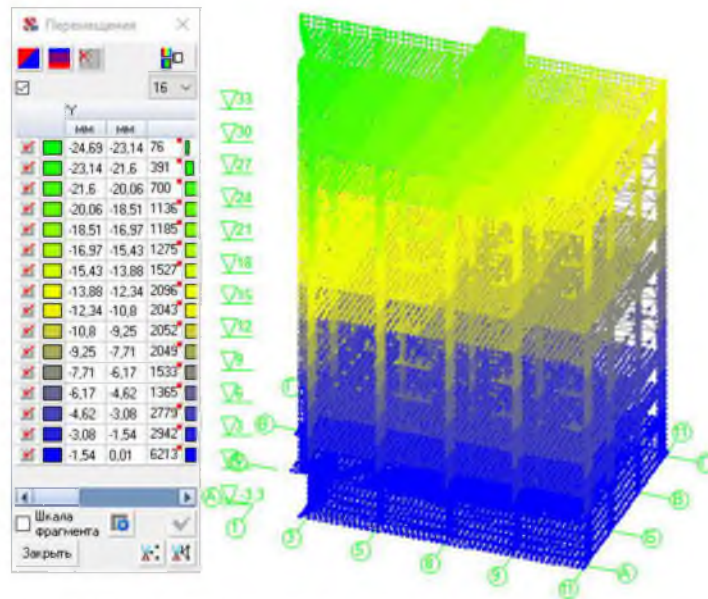 Перемещения
16
Y
мм мм
-24,69 -23,14 76
-23,14 -21,6 391
-21,6 -20,06 700
-20,06 -18,51 1136
-18,51 -16,97 1185
-16,97 -15,43 1275
-15,43 -13,88 1527
-13,88 -12,34 2096
-12,34 -10,8 2043
-10,8 -9,25 2052
-9,25 -7,71 2049
-7,71 -6,17 1533
-6,17 -4,62 1365
-4,62 -3,08 2779
-3,08 -1,54 2942
-1,54 0,01 6213
Шкала
фрагмента
Закрыть
33
30
27
24
21
18
15
12
9
6
3
-3,3
Г
В
А
1
3
5
8
9
11
А
Б
В
Г
11